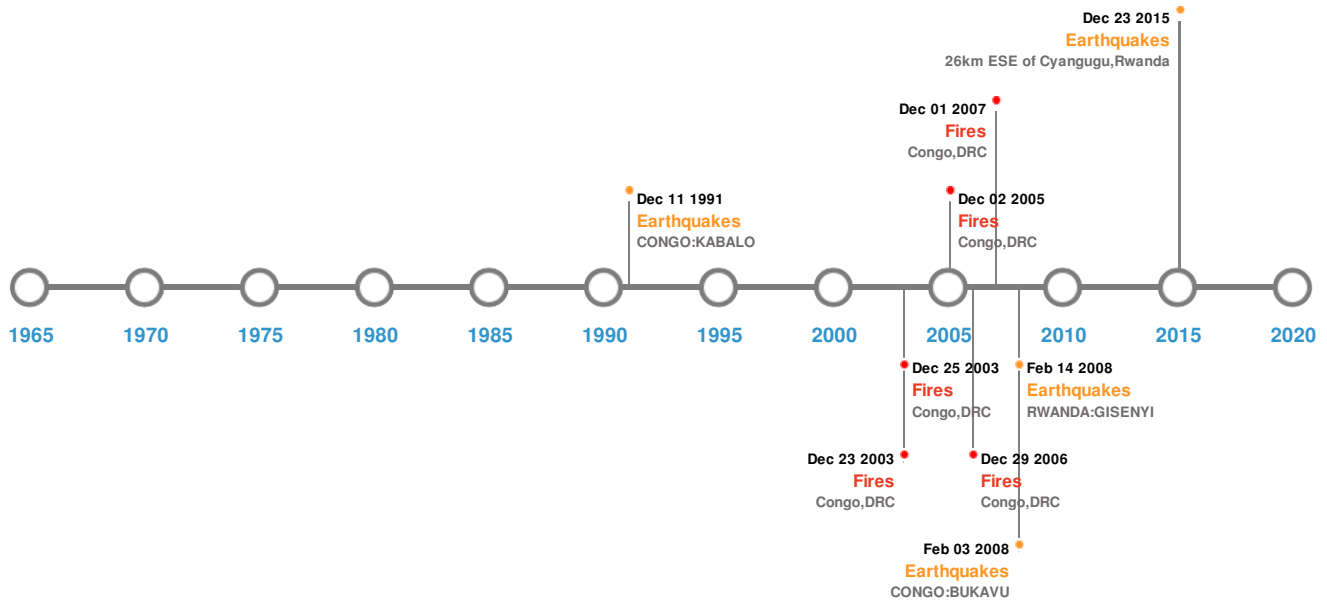 Dec 23 2015
Earthquakes
26km ESE of Cyangugu,Rwanda
Dec 01 2007
Fires
Congo,DRC
Dec 11 1991
Earthquakes
CONGO:KABALO
Dec 02 2005
Fires
Congo,DRC
1965 1970 1975 1980 1985 1990 1995 2000 2005 2010 2015 2020
Dec 25 2003
Fires
Congo,DRC
Feb 14 2008
Earthquakes
RWANDA:GISENYI
Dec 23 2003
Fires
Congo,DRC
Dec 29 2006
Fires
Congo,DRC
Feb 03 2008
Earthquakes
CONGO:BUKAVU